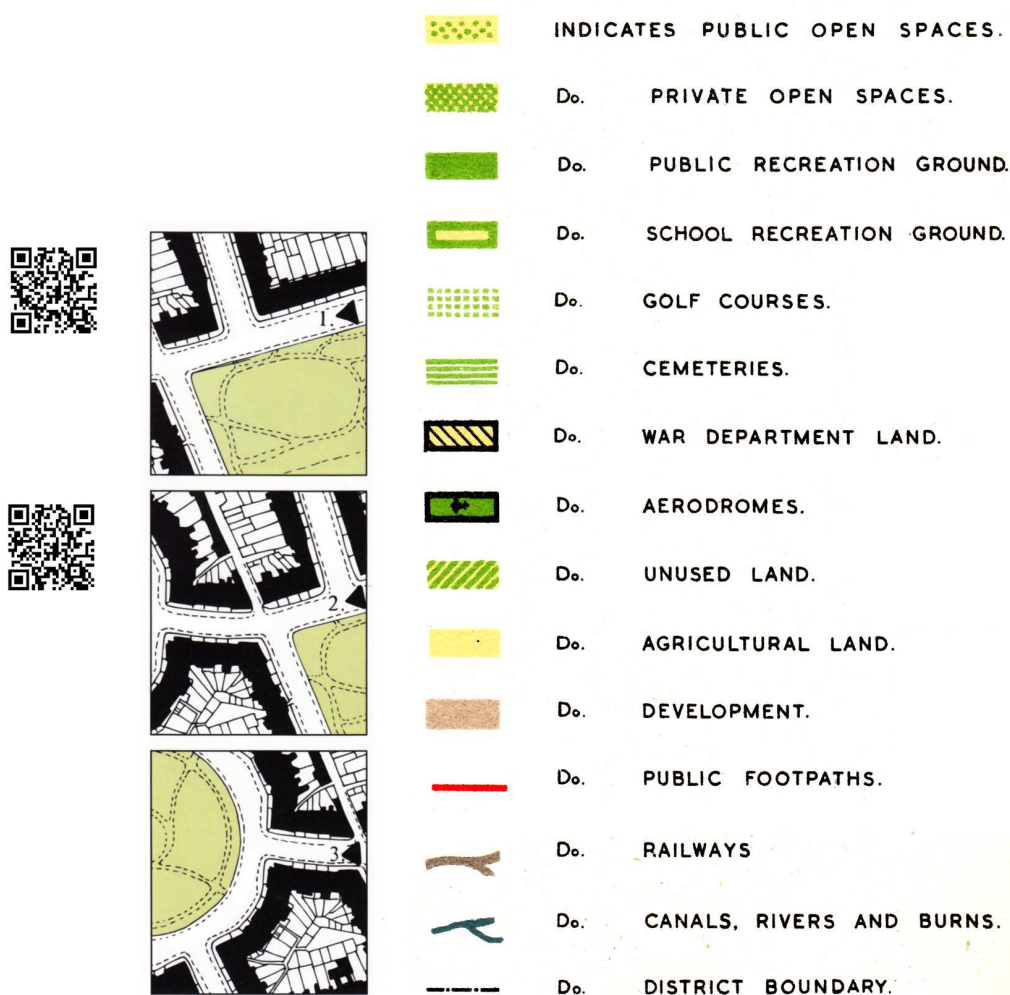 INDICATES PUBLIC OPEN SPACES.
Do. PRIVATE OPEN SPACES.
Do. PUBLIC RECREATION GROUND.
Do. SCHOOL RECREATION GROUND.
Do. GOLF COURSES.
Do. CEMETERIES.
Do. WAR DEPARTMENT LAND.
Do. AERODROMES.
Do. UNUSED LAND.
Do. AGRICULTURAL LAND.
Do. DEVELOPMENT.
Do. PUBLIC FOOTPATHS.
Do. RAILWAYS
Do. CANALS, RIVERS AND BURNS.
Do. DISTRICT BOUNDARY.
1.
2.
3.